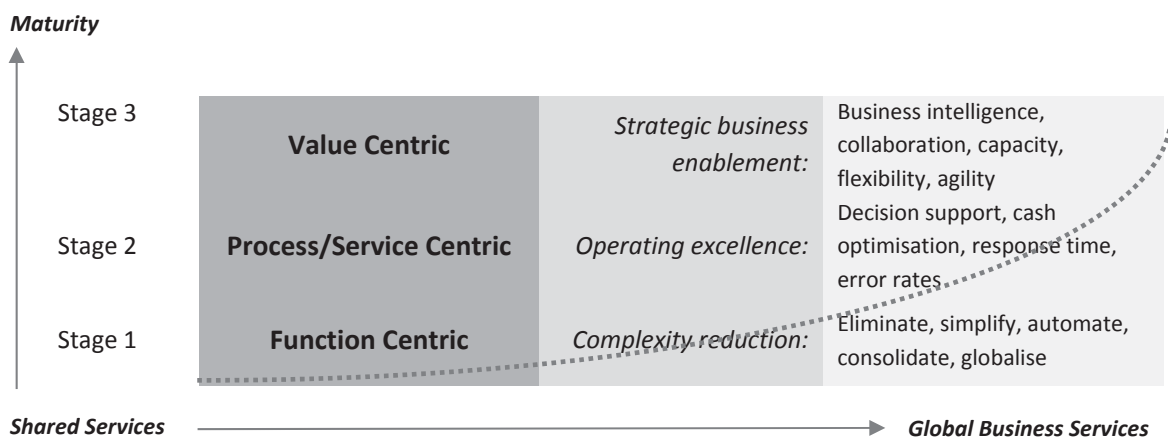 Maturity
Stage 3
Value Centric
Strategic business
enablement:
Business intelligence,
collaboration, capacity,
flexibility, agility
Stage 2
Process/Service Centric
Operating excellence:
Decision support, cash
optimisation, response time,
error rates
Stage 1
Function Centric
Complexity reduction:
Eliminate, simplify, automate,
consolidate, globalise
Shared Services
Global Business Services